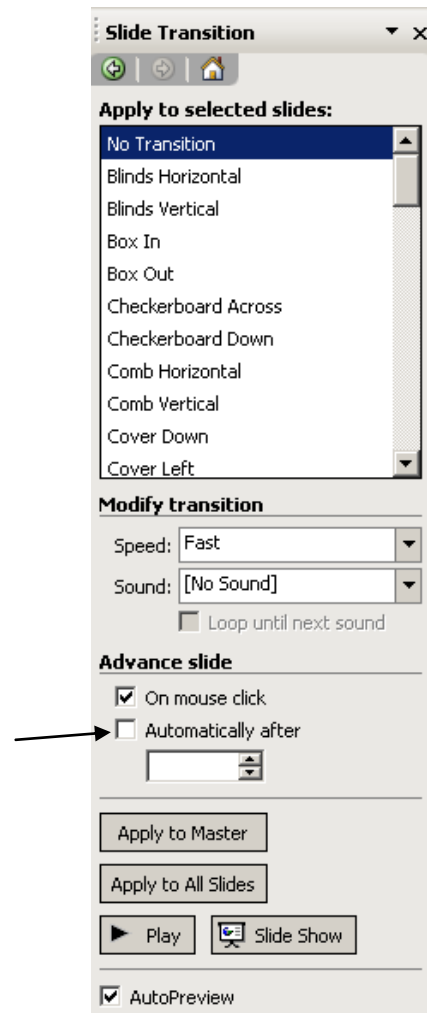 Slide Transition
Apply to selected slides:
No Transition
Blinds Horizontal
Blinds Vertical
Box In
Box Out
Checkerboard Across
Checkerboard Down
Comb Horizontal
Comb Vertical
Cover Down
Cover Left
Modify transition
Speed: Fast
Sound: [No Sound]
Loop until next sound
Advance slide
On mouse click
Automatically after
Apply to Master
Apply to All Slides
Play Slide Show
AutoPreview